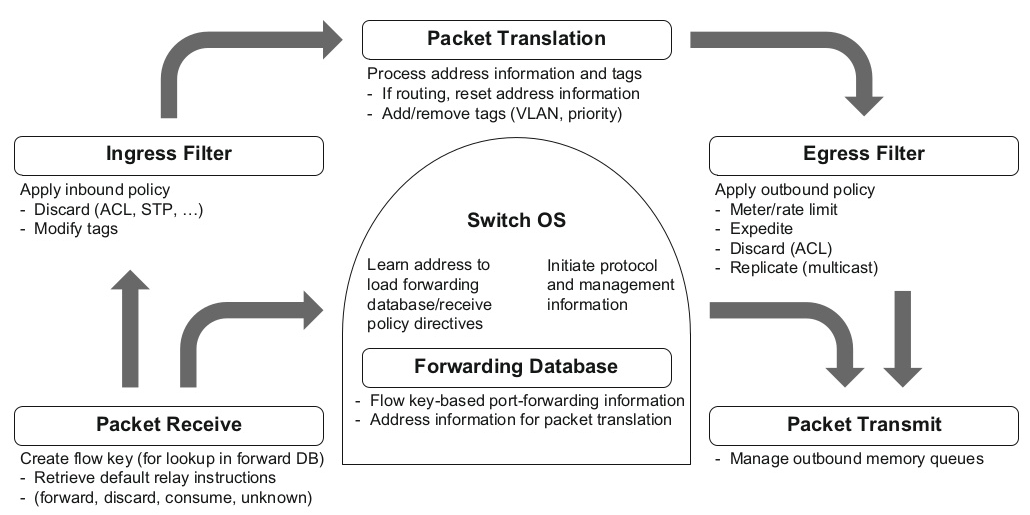 Packet Translation
Process address information and tags
- If routing, reset address information
- Add/remove tags (VLAN, priority)
Ingress Filter
Apply inbound policy
- Discard (ACL, STP, …)
- Modify tags
Egress Filter
Apply outbound policy
- Meter/rate limit
- Expedite
- Discard (ACL)
- Replicate (multicast)
Switch OS
Learn address to
load forwarding
database/receive
policy directives
Initiate protocol
and management
information
Forwarding Database
- Flow key-based port-forwarding information
- Address information for packet translation
Packet Receive
Create flow key (for lookup in forward DB)
- Retrieve default relay instructions
- (forward, discard, consume, unknown)
Packet Transmit
- Manage outbound memory queues